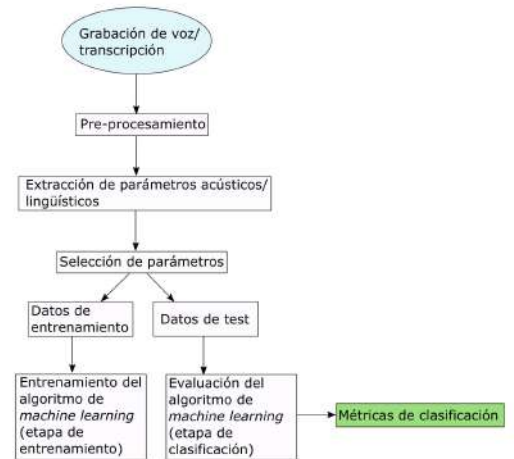 Grabación de voz/
transcripción
Pre-procesamiento
Extracción de parámetros acústicos/
lingüísticos
Selección de parámetros
Datos de
entrenamiento
Datos de test
Entrenamiento del
algoritmo de
machine learning
(etapa de
entrenamiento)
Evaluación del
algoritmo de
machine learning
(etapa de
clasificación)
Métricas de clasificación